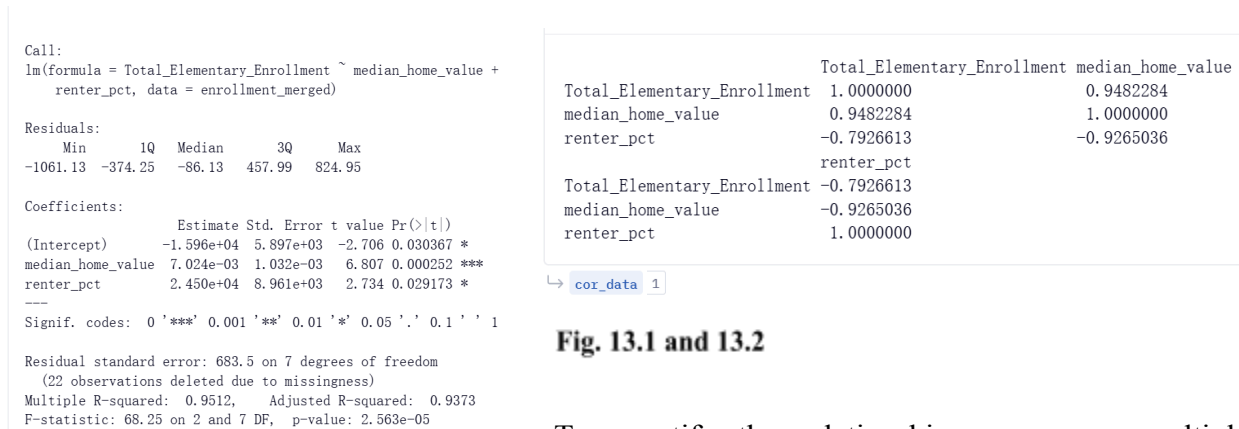 Call:
lm(formula = Total_Elementary_Enrollment ~ median_home_value +
    renter_pct, data = enrollment_merged)
Residuals:
     Min       1Q   Median       3Q      Max
-1061.13  -374.25   -86.13   457.99   824.95
Coefficients:
                    Estimate Std. Error t value Pr(>|t|)
(Intercept)       -1.596e+04  5.897e+03  -2.706 0.030367 *
median_home_value  7.024e-03  1.032e-03   6.807 0.000252 ***
renter_pct         2.450e+04  8.961e+03   2.734 0.029173 *
---
Signif. codes:  0 '***' 0.001 '**' 0.01 '*' 0.05 '.' 0.1 ' ' 1
Residual standard error: 683.5 on 7 degrees of freedom
  (22 observations deleted due to missingness)
Multiple R-squared:  0.9512,    Adjusted R-squared:  0.9373
F-statistic: 68.25 on 2 and 7 DF,  p-value: 2.563e-05
                           Total_Elementary_Enrollment median_home_value
Total_Elementary_Enrollment  1.0000000                  0.9482284
median_home_value            0.9482284                  1.0000000
renter_pct                  -0.7926613                 -0.9265036
                           renter_pct
Total_Elementary_Enrollment -0.7926613
median_home_value           -0.9265036
renter_pct                   1.0000000
cor_data 1
Fig. 13.1 and 13.2